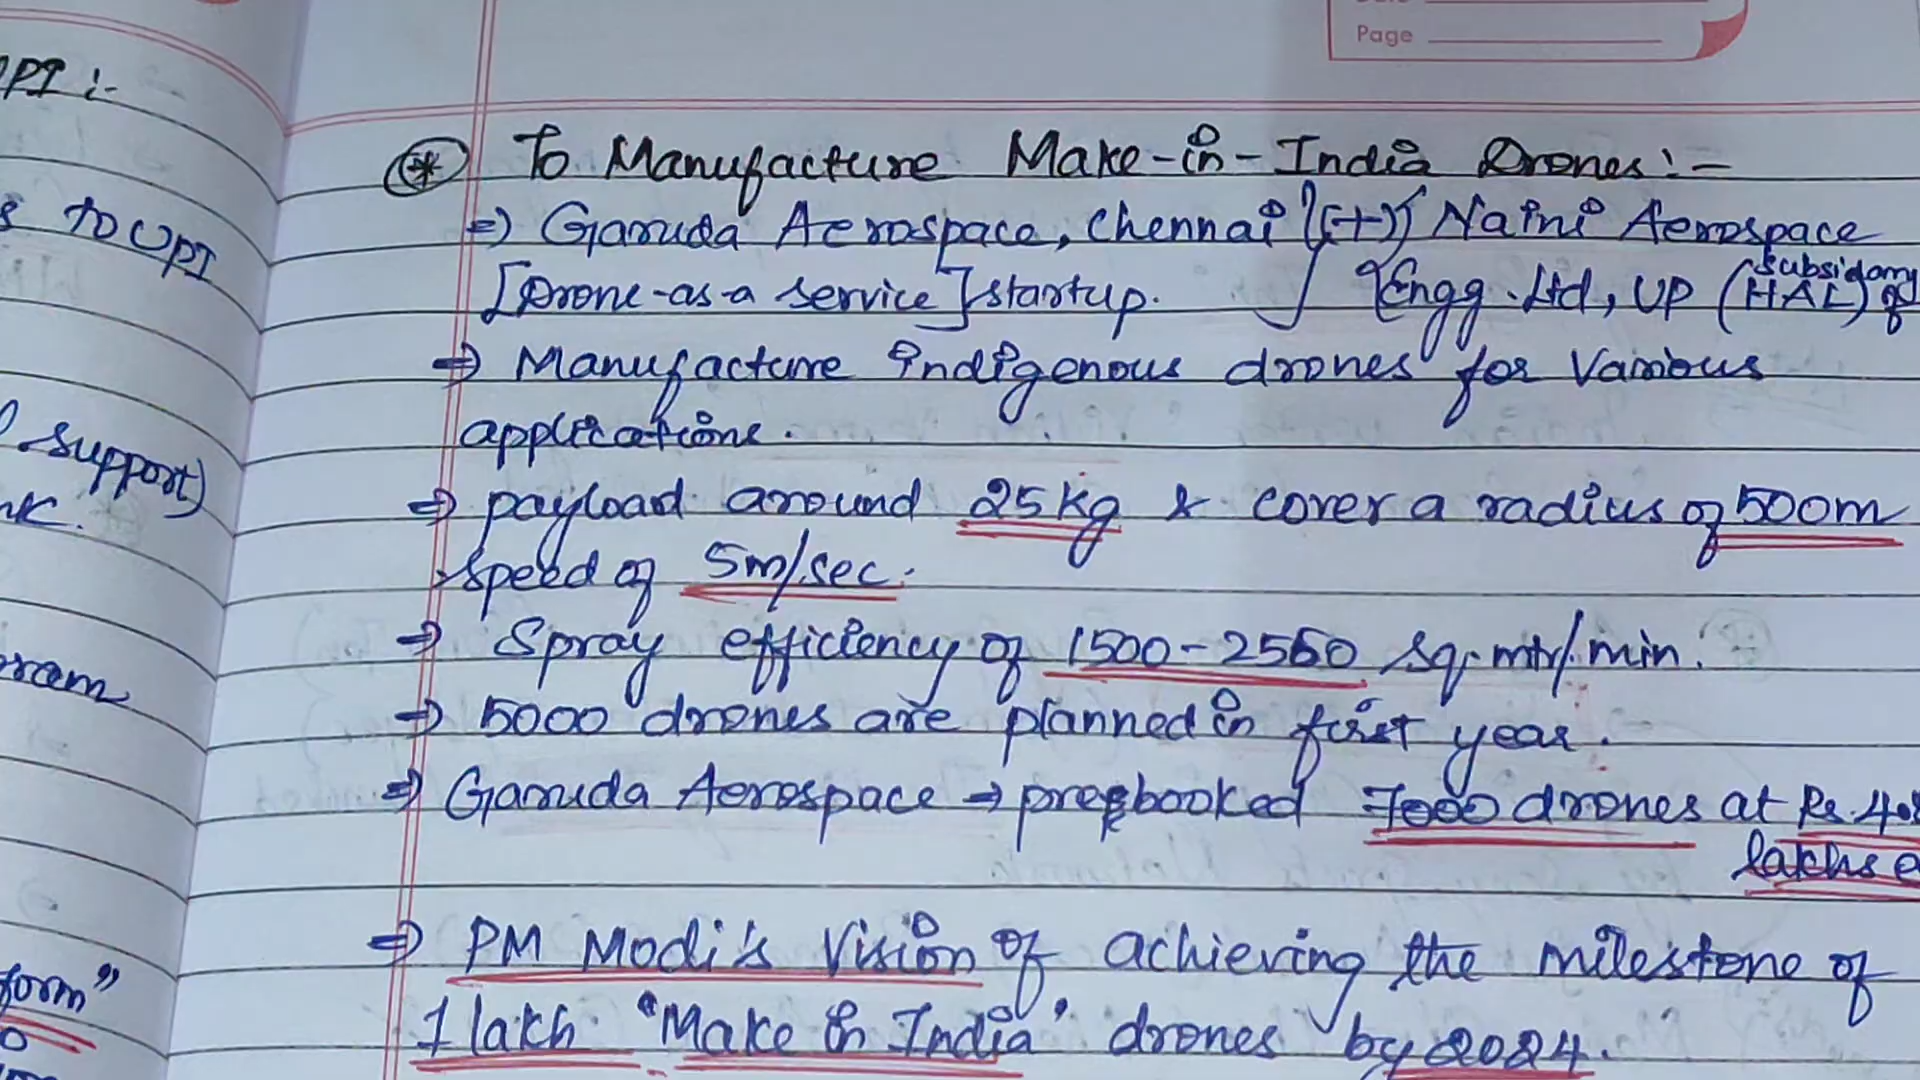 Page
PI :-
s to UPI
support)
nk.
ram
form"
⊛ To Manufacture Make-in-India Drones:-
⇒ Garuda Aerospace, Chennai (+) Naini Aerospace
[Drone-as-a service] startup. Engg. Ltd, UP (subsidary of HAL)
⇒ Manufacture indigenous drones for Various
applications.
⇒ payload around 25kg & cover a radius of 500m
speed of 5m/sec.
⇒ Spray efficiency of 1500-2550 sq.mtr/min.
⇒ 5000 drones are planned in first year.
⇒ Garuda Aerospace → prebooked 7000 drones at Rs.4.
lakhs
⇒ PM Modi's Vision of achieving the milestone of
1 lakh "Make in India" drones by 2024.